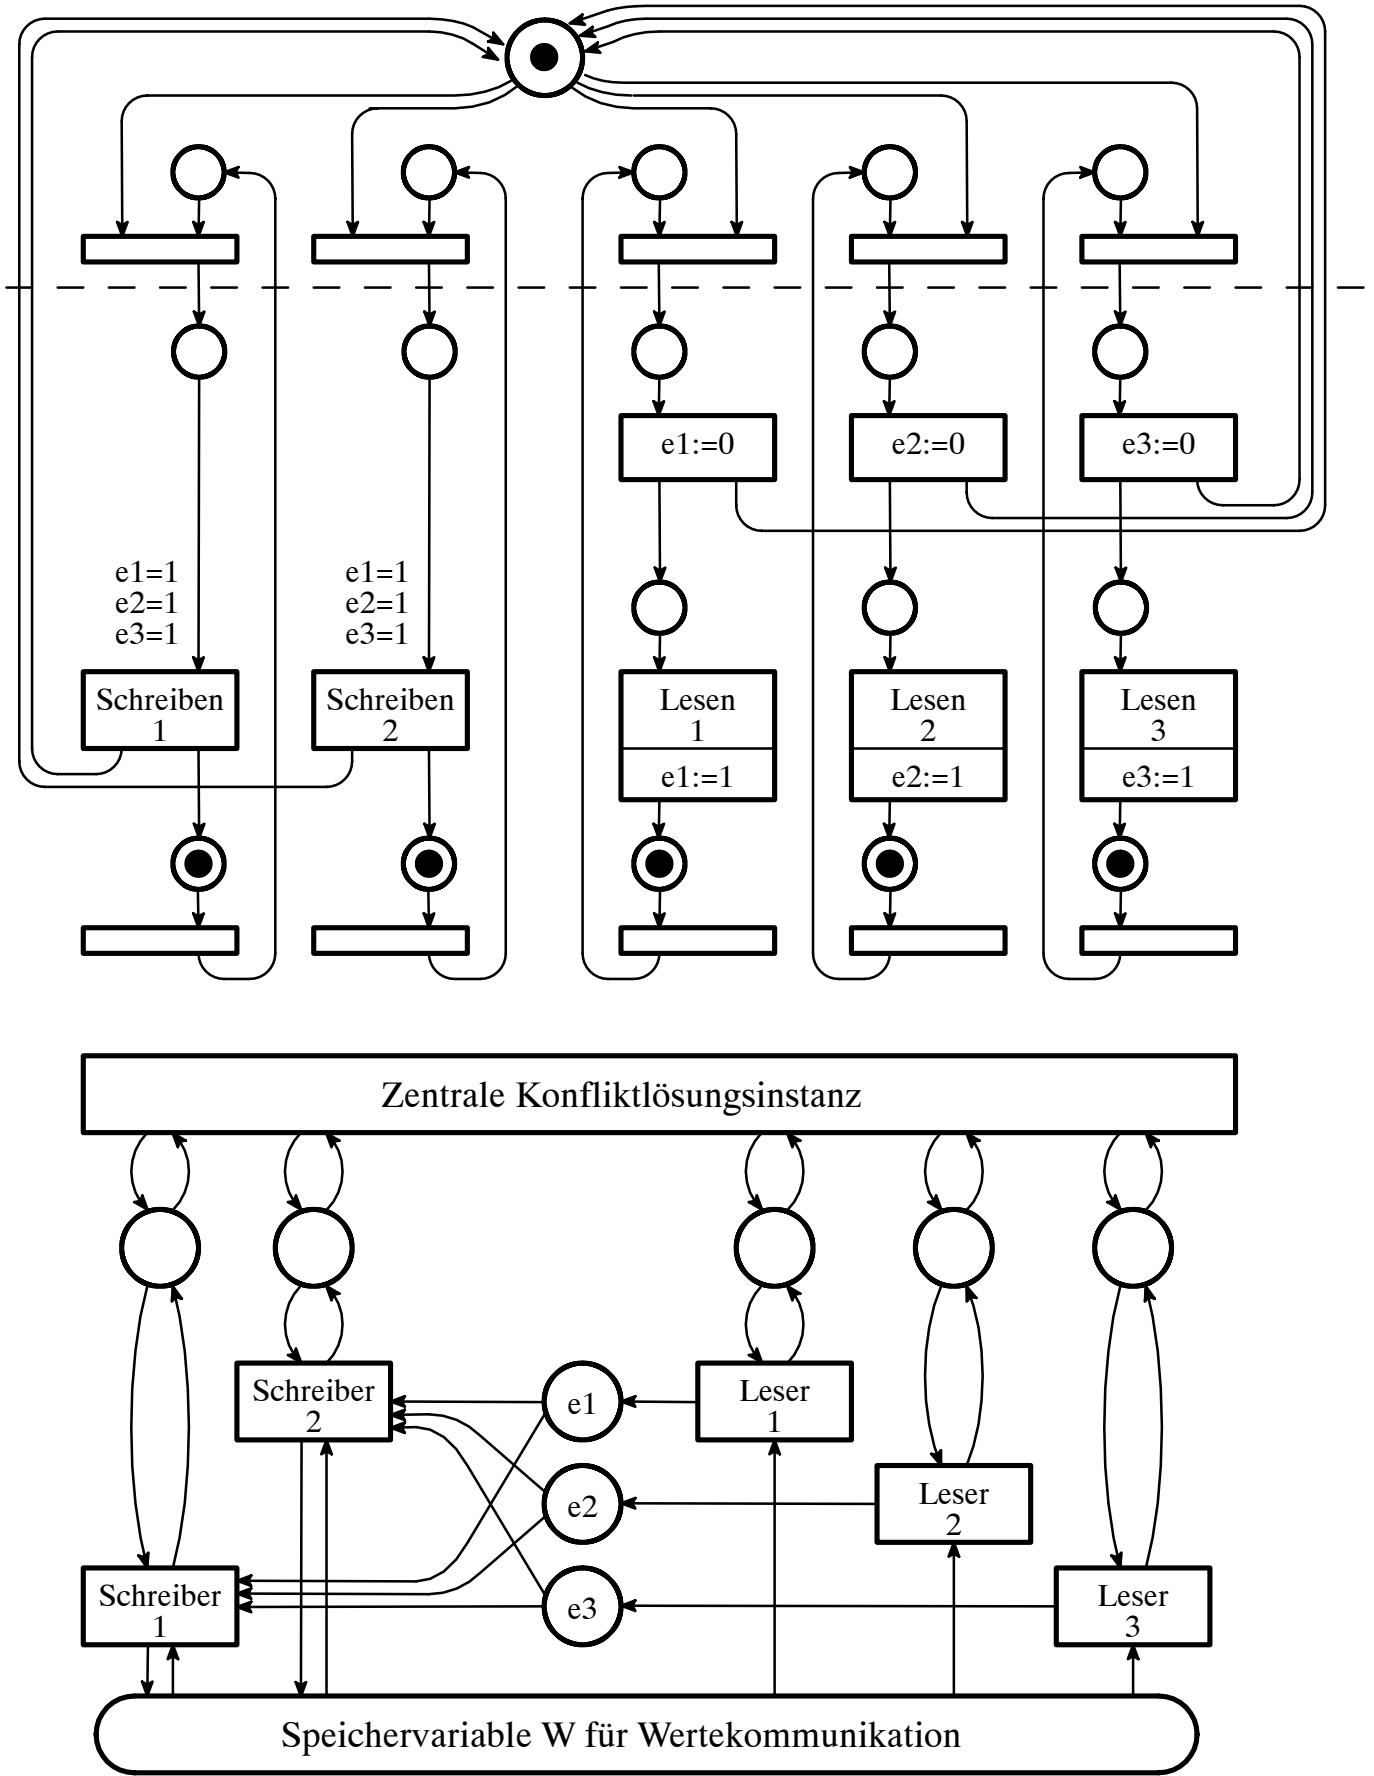 e1:=0
e2:=0
e3:=0
e1=1
e2=1
e3=1
e1=1
e2=1
e3=1
Schreiben
1
Schreiben
2
Lesen
1
e1:=1
Lesen
2
e2:=1
Lesen
3
e3:=1
Zentrale Konfliktlösungsinstanz
Schreiber
2
e1
Leser
1
e2
Leser
2
Schreiber
1
e3
Leser
3
Speichervariable W für Wertekommunikation